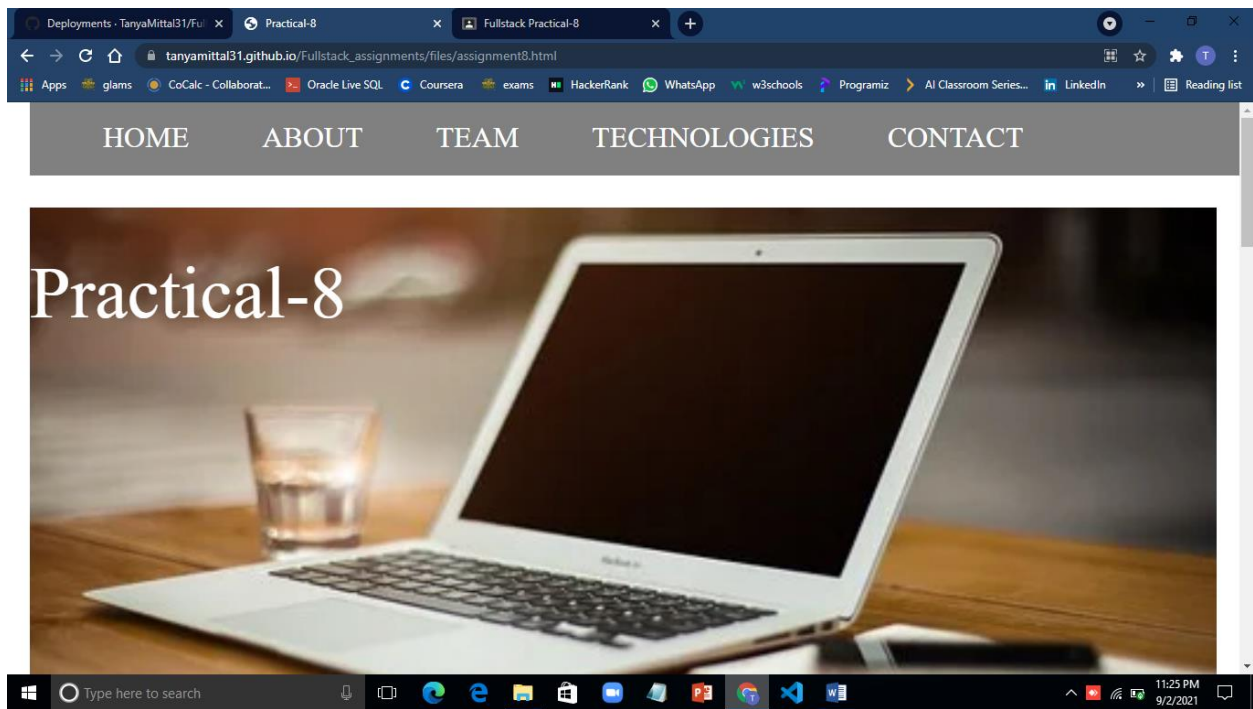 Deployments · TanyaMittal31/Ful
Practical-8
Fullstack Practical-8
tanyamittal31.github.io/Fullstack_assignments/files/assignment8.html
T
Apps glams CoCalc - Collaborat... Oracle Live SQL Coursera exams HackerRank WhatsApp w3schools Programiz AI Classroom Series... LinkedIn » Reading list
HOME ABOUT TEAM TECHNOLOGIES CONTACT
Practical-8
Type here to search
11:25 PM
9/2/2021